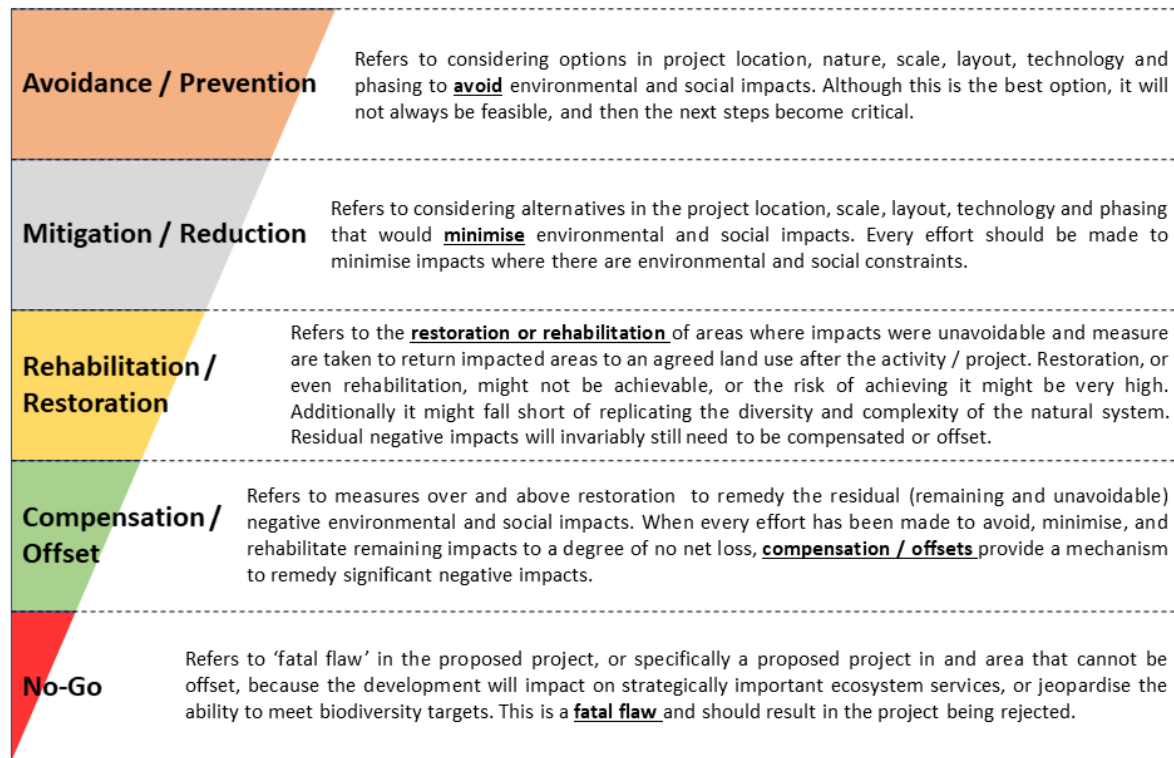 Avoidance / Prevention
Refers to considering options in project location, nature, scale, layout, technology and
phasing to avoid environmental and social impacts. Although this is the best option, it will
not always be feasible, and then the next steps become critical.
Mitigation / Reduction
Refers to considering alternatives in the project location, scale, layout, technology and phasing
that would minimise environmental and social impacts. Every effort should be made to
minimise impacts where there are environmental and social constraints.
Rehabilitation /
Restoration
Refers to the restoration or rehabilitation of areas where impacts were unavoidable and measure
are taken to return impacted areas to an agreed land use after the activity / project. Restoration, or
even rehabilitation, might not be achievable, or the risk of achieving it might be very high.
Additionally it might fall short of replicating the diversity and complexity of the natural system.
Residual negative impacts will invariably still need to be compensated or offset.
Compensation /
Offset
Refers to measures over and above restoration to remedy the residual (remaining and unavoidable)
negative environmental and social impacts. When every effort has been made to avoid, minimise, and
rehabilitate remaining impacts to a degree of no net loss, compensation / offsets provide a mechanism
to remedy significant negative impacts.
No-Go
Refers to ‘fatal flaw’ in the proposed project, or specifically a proposed project in and area that cannot be
offset, because the development will impact on strategically important ecosystem services, or jeopardise the
ability to meet biodiversity targets. This is a fatal flaw and should result in the project being rejected.